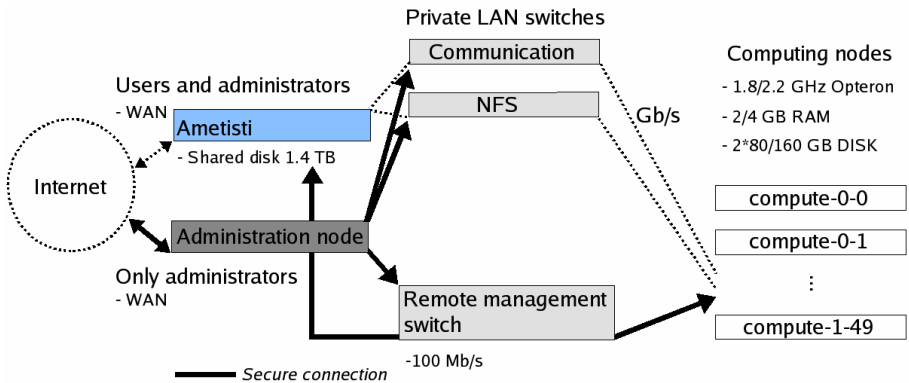 Private LAN switches
Communication
NFS
Users and administrators
- WAN
Ametisti
- Shared disk 1.4 TB
Internet
Administration node
Only administrators
- WAN
Remote management
switch
-100 Mb/s
Secure connection
Gb/s
Computing nodes
- 1.8/2.2 GHz Opteron
- 2/4 GB RAM
- 2*80/160 GB DISK
compute-0-0
compute-0-1
...
compute-1-49